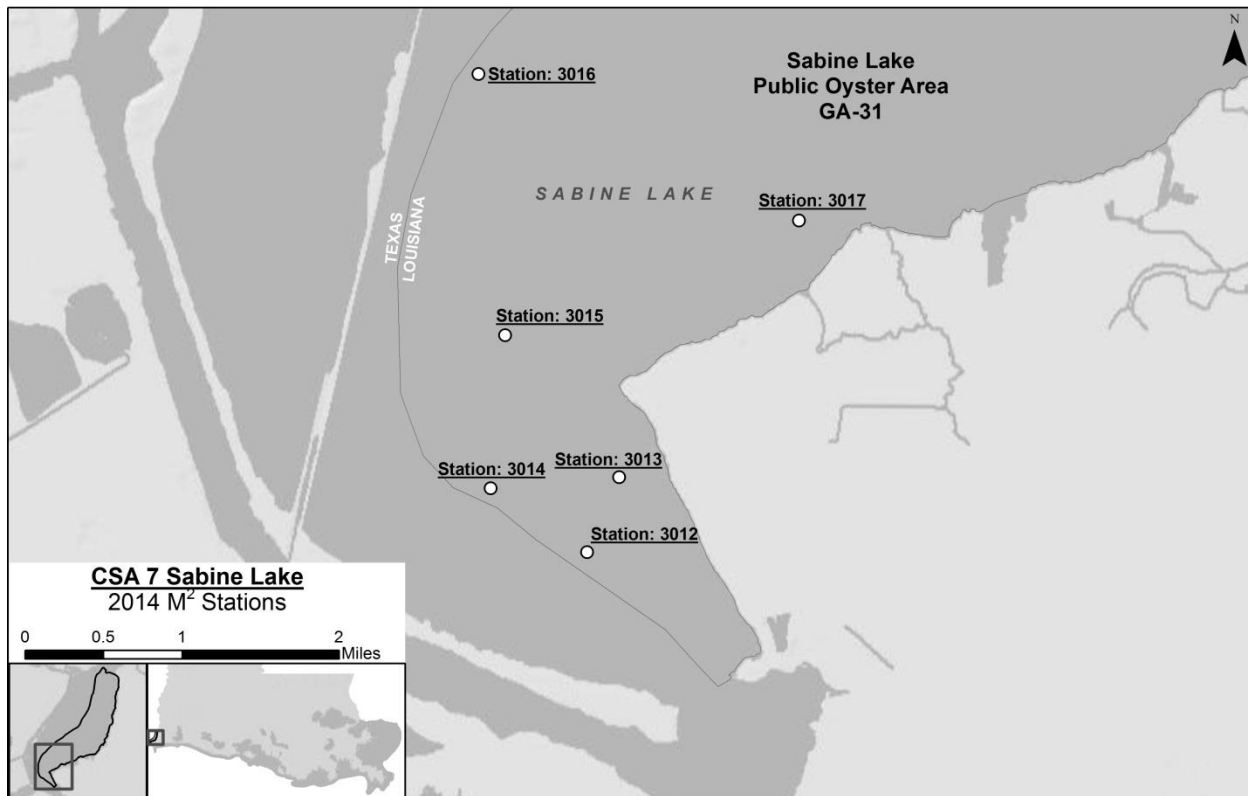 N
Sabine Lake
Public Oyster Area
GA-31
Station: 3016
SABINE LAKE
Station: 3017
TEXAS
LOUISIANA
Station: 3015
Station: 3013
Station: 3014
Station: 3012
CSA 7 Sabine Lake
2014 M² Stations
0 0.5 1 2
Miles